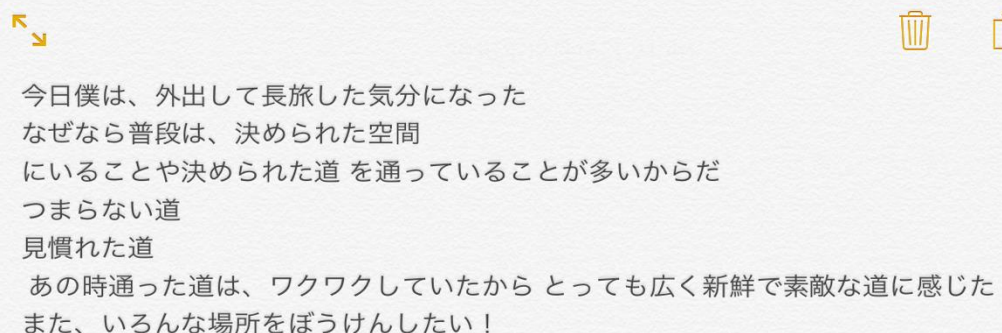 今日僕は、外出して長旅した気分になった
なぜなら普段は、決められた空間
にいることや決められた道 を通っていることが多いからだ
つまらない道
見慣れた道
あの時通った道は、ワクワクしていたから とっても広く新鮮で素敵な道に感じた
また、いろんな場所をぼうけんしたい！